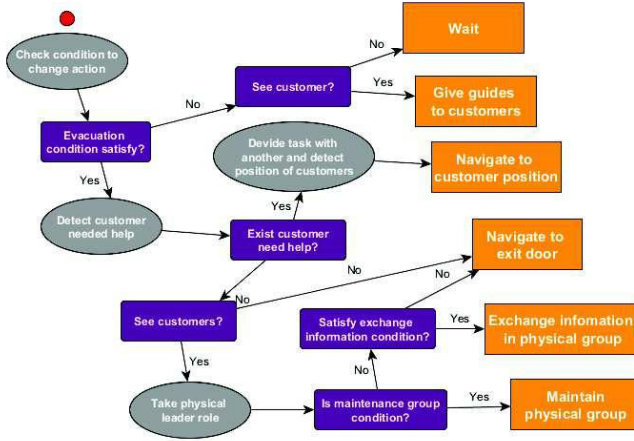 Check condition to
change action
No
Wait
See customer?
Yes
Give guides
to customers
No
Evacuation
condition satisfy?
Devide task with
another and detect
position of customers
Navigate to
customer position
Yes
Yes
Detect customer
needed help
Exist customer
need help?
Navigate to
exit door
No
No
No
See customers?
Satisfy exchange
information condition?
Yes
Exchange infomation
in physical group
Yes
No
Take physical
leader role
Is maintenance group
condition?
Yes
Maintain
physical group